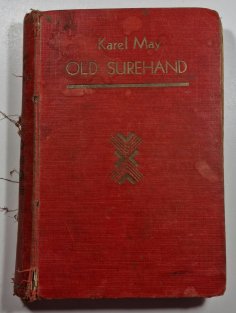 Karel May
OLD SUREHAND